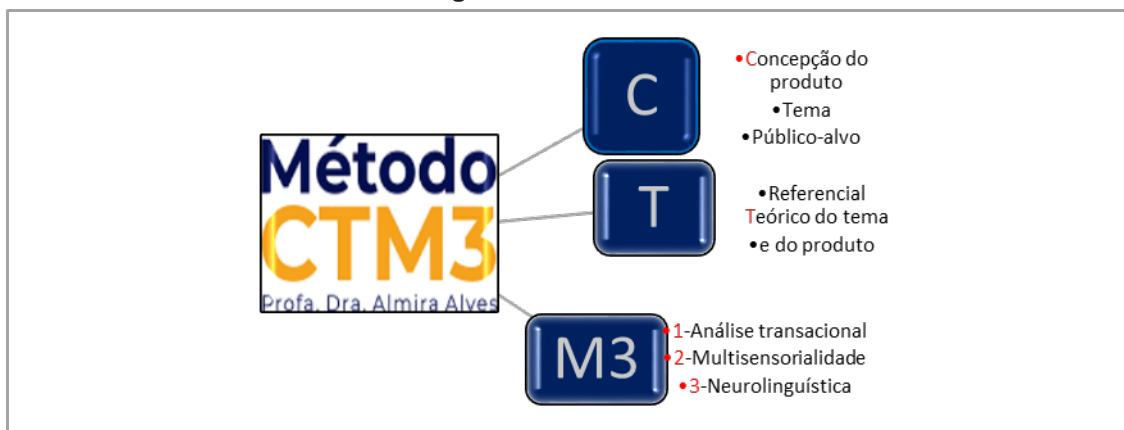 Método
CTM3
Profa. Dra. Almira Alves
C
•Concepção do
produto
•Tema
•Público-alvo
T
•Referencial
Teórico do tema
•e do produto
M3
•1-Análise transacional
•2-Multisensorialidade
•3-Neurolinguística